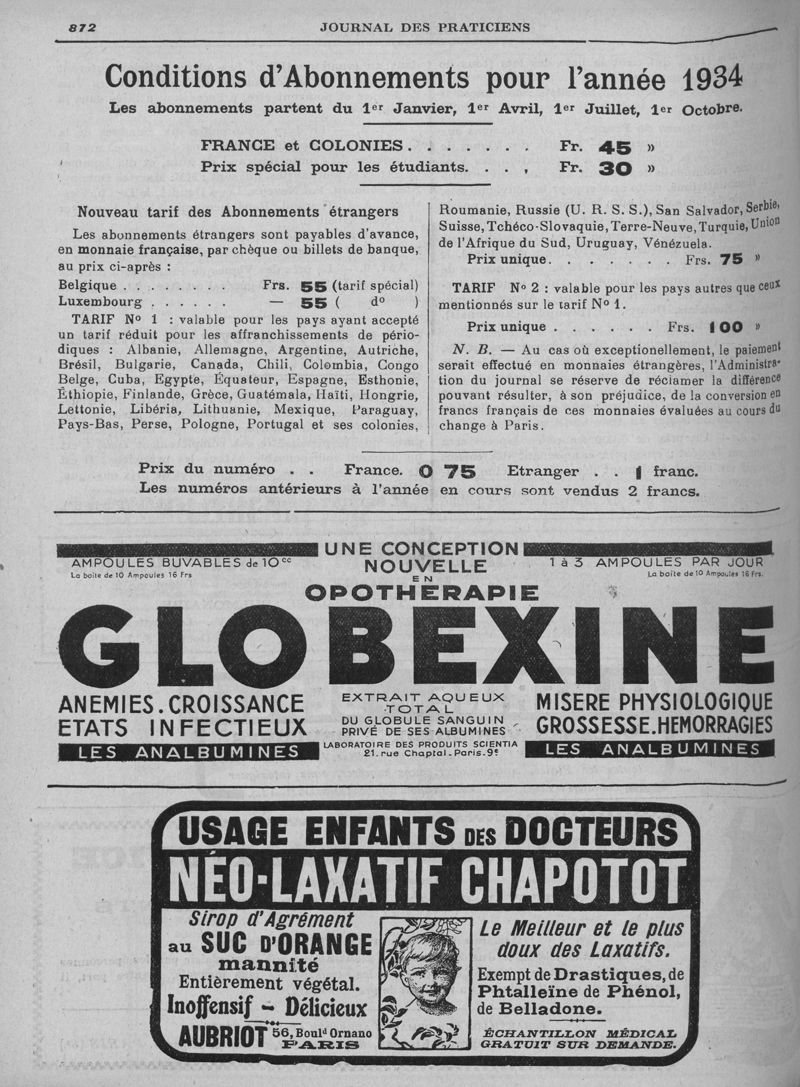 872
JOURNAL DES PRATICIENS
Conditions d'Abonnements pour l'année 1934
Les abonnements partent du 1er Janvier, 1er Avril, 1er Juillet, 1er Octobre.
FRANCE et COLONIES. . . . . . . Fr. 45 »
Prix spécial pour les étudiants. . . , Fr. 30 »
Nouveau tarif des Abonnements étrangers
Les abonnements étrangers sont payables d'avance,
en monnaie française, par chèque ou billets de banque,
au prix ci-après :
Belgique . . . . . . . . Frs. 55 (tarif spécial)
Luxembourg . . . . . . — 55 ( do )
TARIF No 1 : valable pour les pays ayant accepté
un tarif réduit pour les affranchissements de pério-
diques : Albanie, Allemagne, Argentine, Autriche,
Brésil, Bulgarie, Canada, Chili, Colombia, Congo
Belge, Cuba, Egypte, Équateur, Espagne, Esthonie,
Éthiopie, Finlande, Grèce, Guatémala, Haïti, Hongrie,
Lettonie, Libéria, Lithuanie, Mexique, Paraguay,
Pays-Bas, Perse, Pologne, Portugal et ses colonies,
Roumanie, Russie (U. R. S. S.), San Salvador, Serbie,
Suisse, Tchéco-Slovaquie, Terre-Neuve, Turquie, Union
de l'Afrique du Sud, Uruguay, Vénézuela.
Prix unique. . . . . . . Frs. 75 »
TARIF No 2 : valable pour les pays autres que ceux
mentionnés sur le tarif No 1.
Prix unique . . . . . . Frs. 100 »
N. B. — Au cas où exceptionellement, le paiement
serait effectué en monnaies étrangères, l'Administra-
tion du journal se réserve de réclamer la différence
pouvant résulter, à son préjudice, de la conversion en
francs français de ces monnaies évaluées au cours du
change à Paris.
Prix du numéro . . France. 0 75 Etranger . . 1 franc.
Les numéros antérieurs à l'année en cours sont vendus 2 francs.
AMPOULES BUVABLES de 10cc
La boîte de 10 Ampoules 16 Frs
UNE CONCEPTION
NOUVELLE
EN
OPOTHÉRAPIE
1 à 3 AMPOULES PAR JOUR
La boîte de 10 Ampoules 16 Frs.
GLOBEXINE
ANEMIES. CROISSANCE
ETATS INFECTIEUX
LES ANALBUMINES
EXTRAIT AQUEUX
TOTAL
DU GLOBULE SANGUIN
PRIVÉ DE SES ALBUMINES
LABORATOIRE DES PRODUITS SCIENTIA
21. rue Chaptal. Paris. 9e
MISERE PHYSIOLOGIQUE
GROSSESSE. HEMORRAGIES
LES ANALBUMINES
USAGE ENFANTS DES DOCTEURS
NÉO-LAXATIF CHAPOTOT
Sirop d'Agrément
au SUC D'ORANGE
mannité
Entièrement végétal.
Inoffensif - Délicieux
AUBRIOT 56, Bould Ornano
PARIS
Le Meilleur et le plus
doux des Laxatifs.
Exempt de Drastiques, de
Phtalleïne de Phénol,
de Belladone.
ÉCHANTILLON MÉDICAL
GRATUIT SUR DEMANDE.